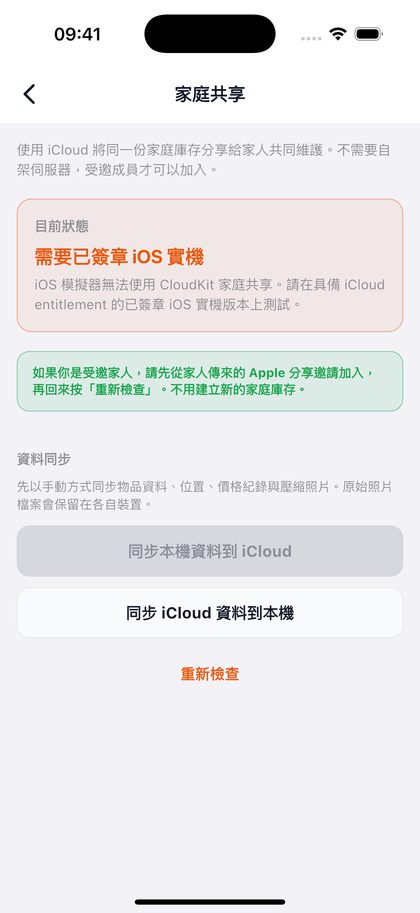 09:41
家庭共享
使用 iCloud 將同一份家庭庫存分享給家人共同維護。不需要自
架伺服器，受邀成員才可以加入。
目前狀態
需要已簽章 iOS 實機
iOS 模擬器無法使用 CloudKit 家庭共享。請在具備 iCloud
entitlement 的已簽章 iOS 實機版本上測試。
如果你是受邀家人，請先從家人傳來的 Apple 分享邀請加入，
再回來按「重新檢查」。不用建立新的家庭庫存。
資料同步
先以手動方式同步物品資料、位置、價格紀錄與壓縮照片。原始照片
檔案會保留在各自裝置。
同步本機資料到 iCloud
同步 iCloud 資料到本機
重新檢查